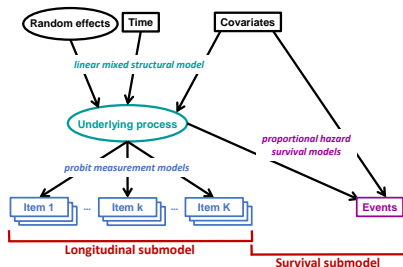 Random effects
Time
Covariates
linear mixed structural model
Underlying process
proportional hazard
survival models
probit measurement models
Item 1
...
Item k
...
Item K
Events
Longitudinal submodel
Survival submodel